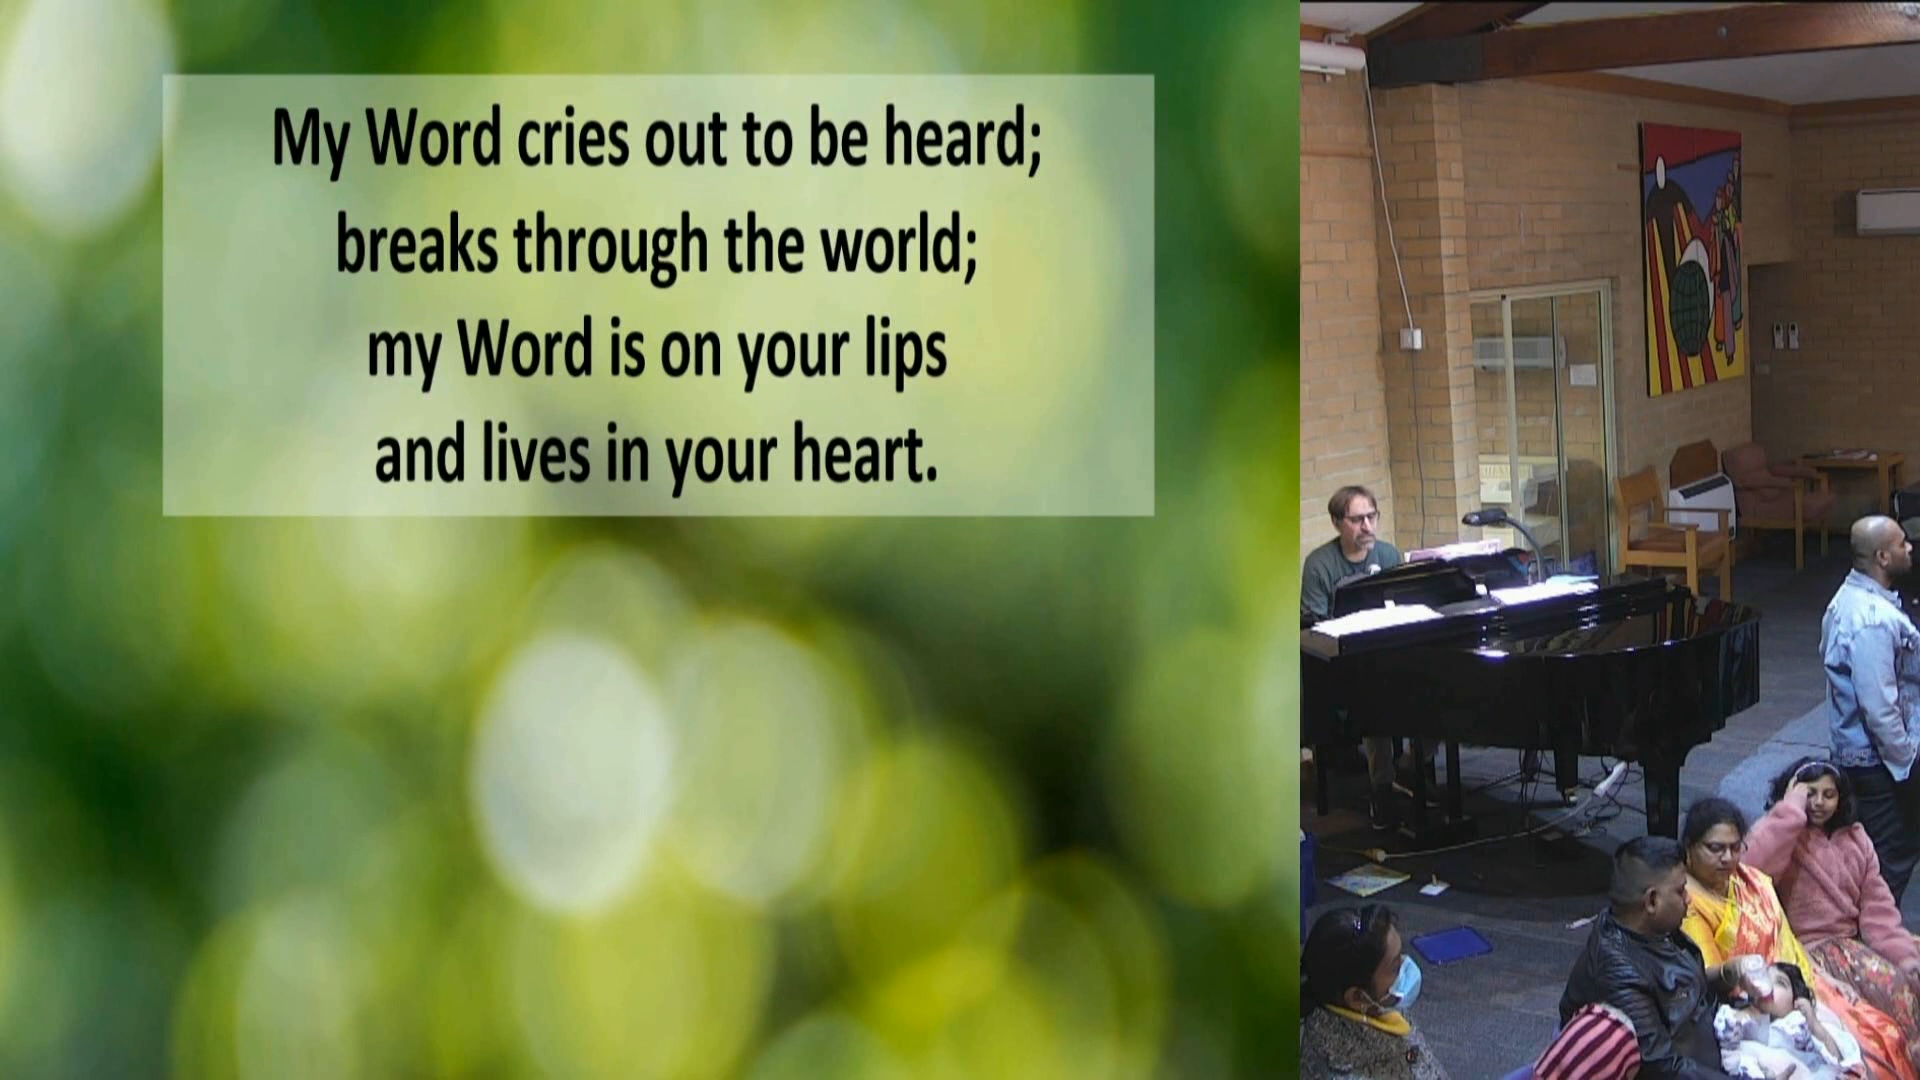 My Word cries out to be heard;
breaks through the world;
my Word is on your lips
and lives in your heart.